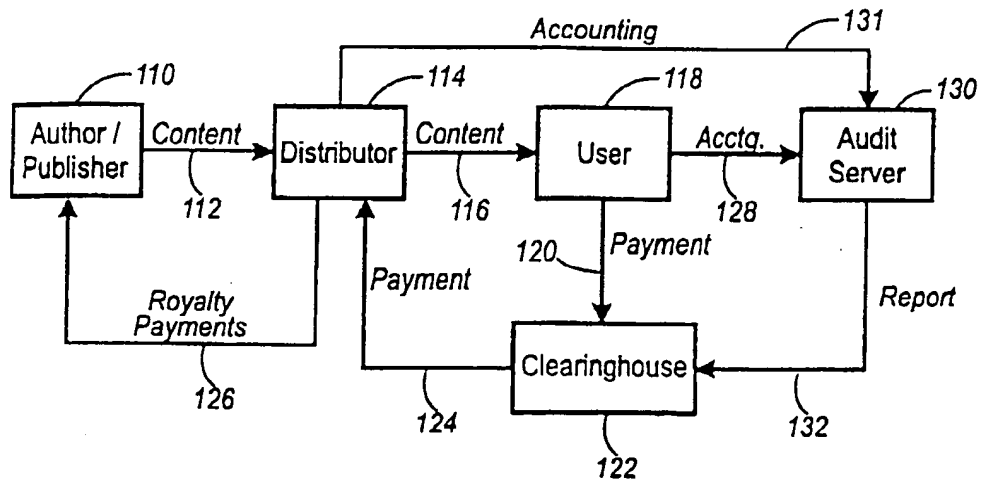 Accounting
131
110
114
118
130
Author /
Publisher
Content
112
Distributor
Content
116
User
Acctg.
128
Audit
Server
120
Payment
Payment
Report
Royalty
Payments
126
124
Clearinghouse
122
132